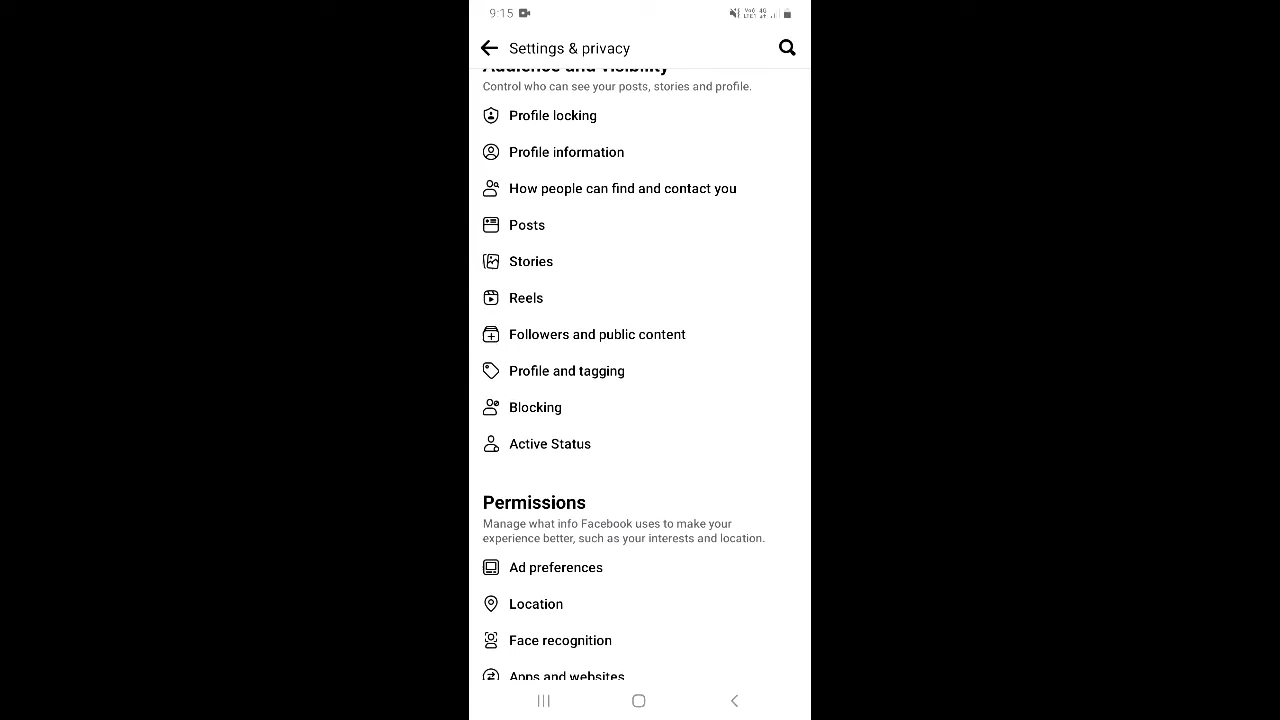 9:15
Settings & privacy
Audience and visibility
Control who can see your posts, stories and profile.
Profile locking
Profile information
How people can find and contact you
Posts
Stories
Reels
Followers and public content
Profile and tagging
Blocking
Active Status
Permissions
Manage what info Facebook uses to make your
experience better, such as your interests and location.
Ad preferences
Location
Face recognition
Apps and websites